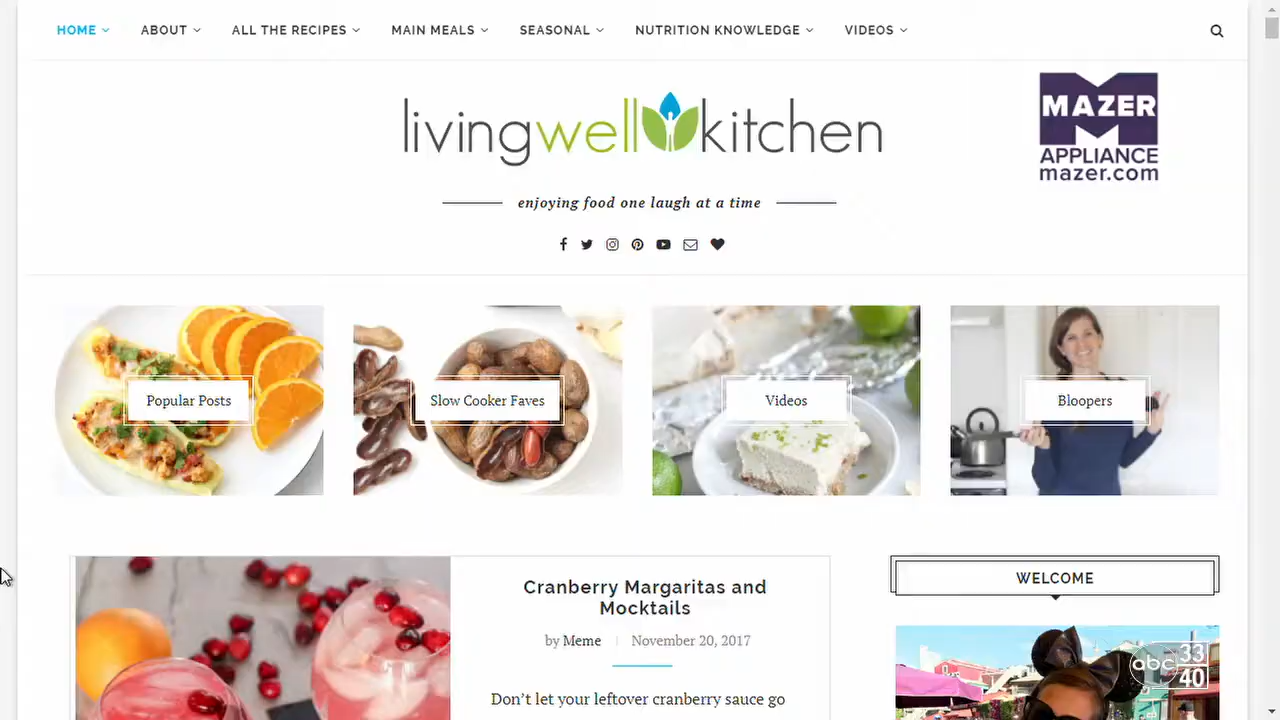 HOME
ABOUT
ALL THE RECIPES
MAIN MEALS
SEASONAL
NUTRITION KNOWLEDGE
VIDEOS
MAZER
APPLIANCE
mazer.com
livingwell kitchen
enjoying food one laugh at a time
Popular Posts
Slow Cooker Faves
Videos
Bloopers
Cranberry Margaritas and
Mocktails
by Meme
November 20, 2017
Don’t let your leftover cranberry sauce go
WELCOME
abc 33
40